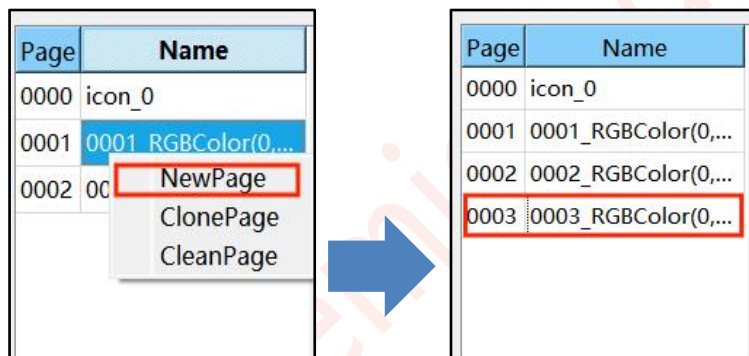 Page Name
0000 icon_0
0001 0001_RGBColor(0,...
0002 00
NewPage
ClonePage
CleanPage
Page Name
0000 icon_0
0001 0001_RGBColor(0,...
0002 0002_RGBColor(0,...
0003 0003_RGBColor(0,...